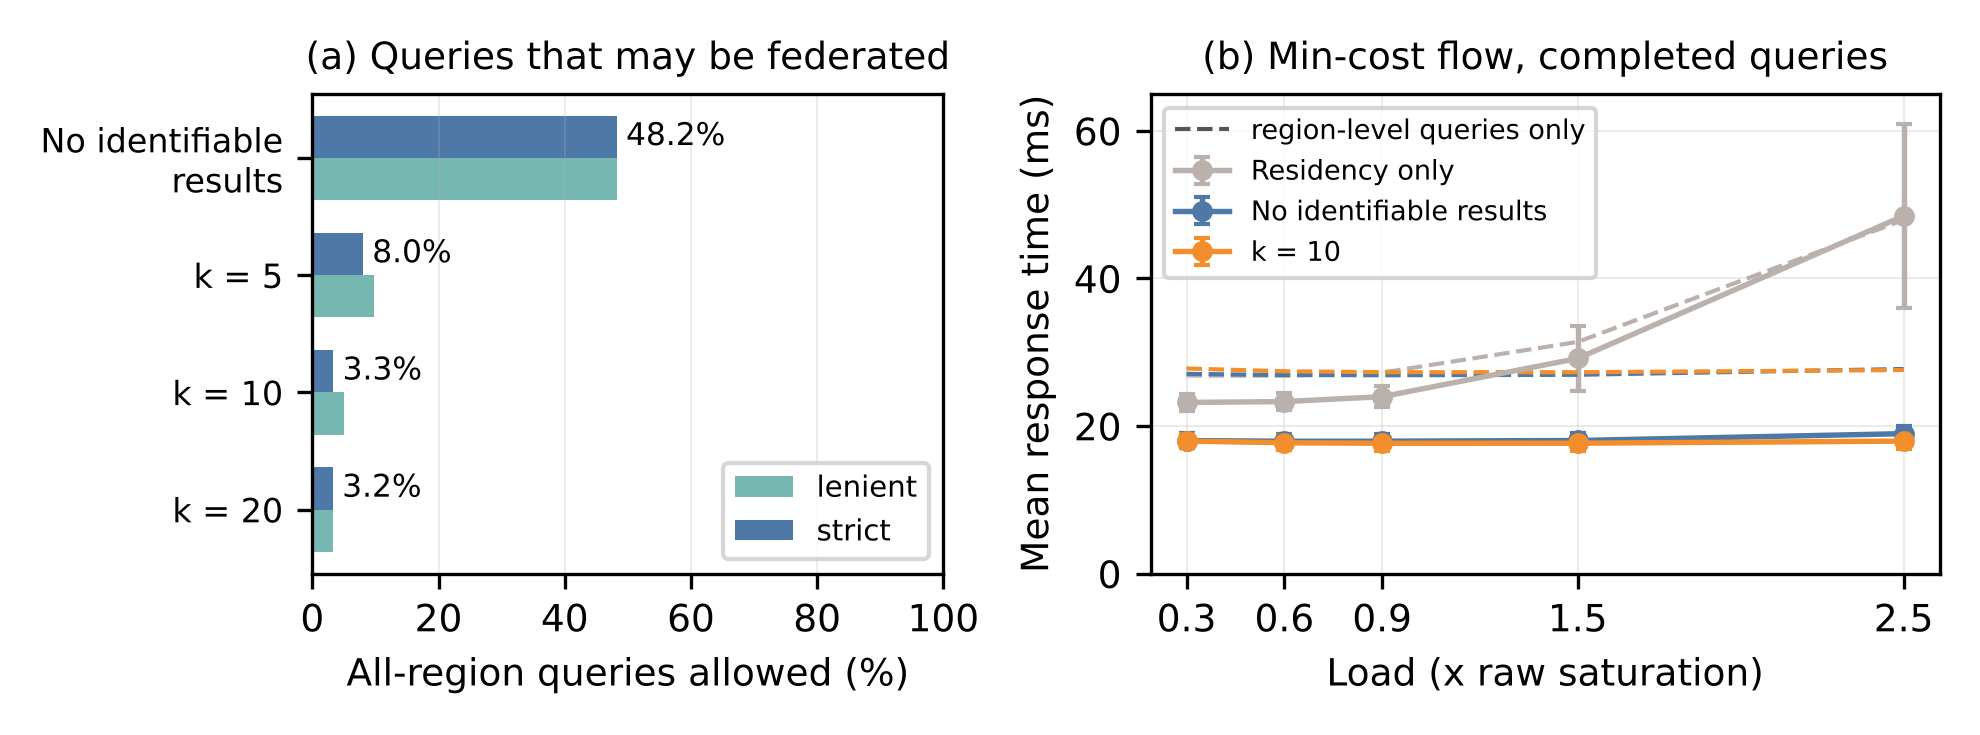 (a) Queries that may be federated
No identifiable
results
k = 5
k = 10
k = 20
48.2%
8.0%
3.3%
3.2%
lenient
strict
0 20 40 60 80 100
All-region queries allowed (%)
(b) Min-cost flow, completed queries
Mean response time (ms)
60
40
20
0
region-level queries only
Residency only
No identifiable results
k = 10
0.3 0.6 0.9 1.5 2.5
Load (x raw saturation)